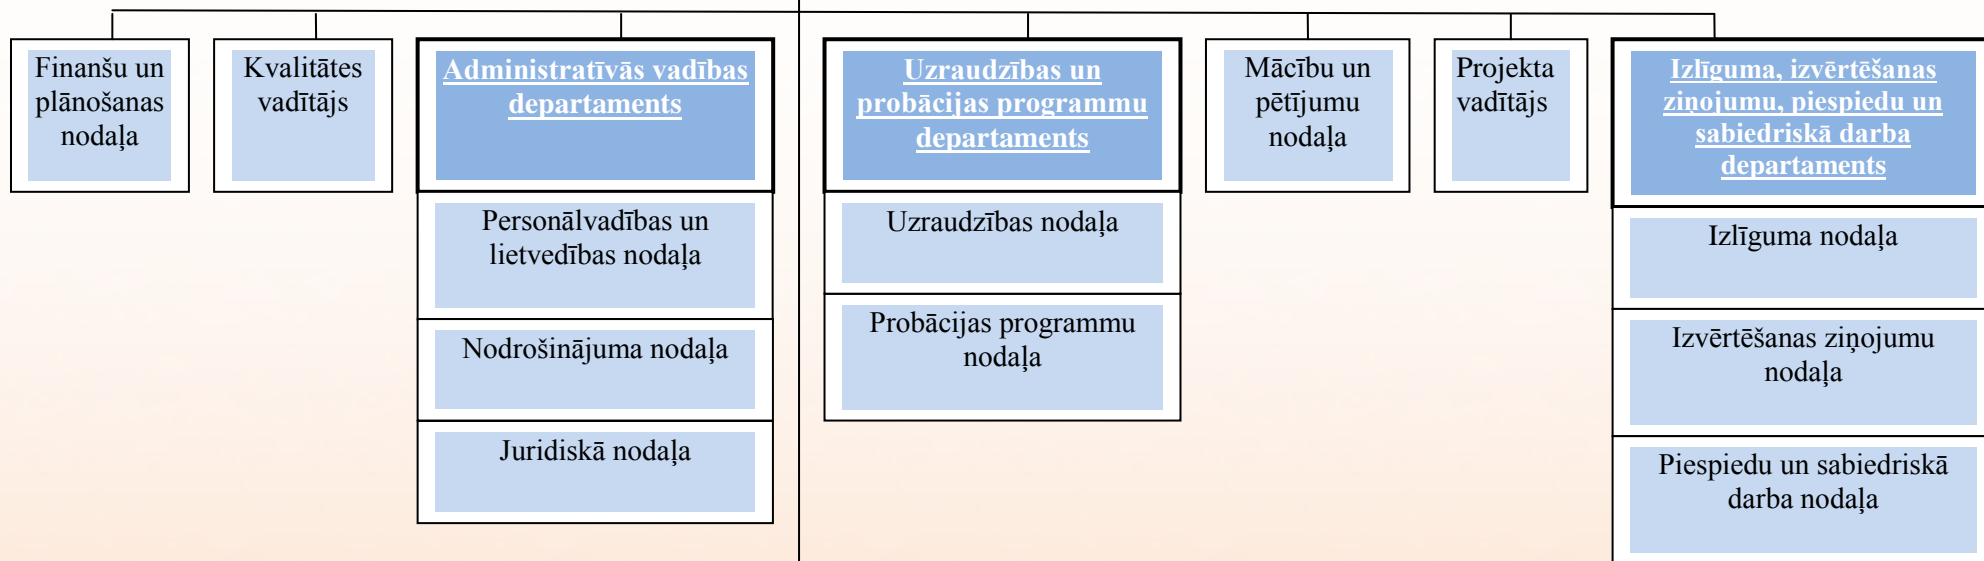 Finanšu un
plānošanas
nodaļa
Kvalitātes
vadītājs
Administratīvās vadības
departaments
Personālvadības un
lietvedības nodaļa
Nodrošinājuma nodaļa
Juridiskā nodaļa
Uzraudzības un
probācijas programmu
departaments
Uzraudzības nodaļa
Probācijas programmu
nodaļa
Mācību un
pētījumu
nodaļa
Projekta
vadītājs
Izlīguma, izvērtēšanas
ziņojumu, piespiedu un
sabiedriskā darba
departaments
Izlīguma nodaļa
Izvērtēšanas ziņojumu
nodaļa
Piespiedu un sabiedriskā
darba nodaļa